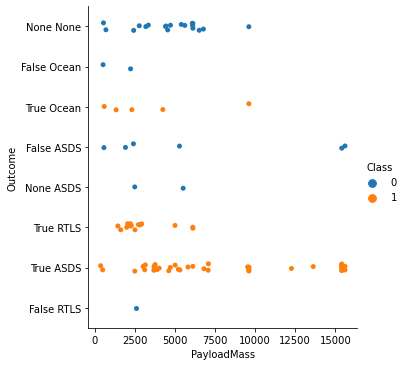 Outcome
None None
False Ocean
True Ocean
False ASDS
None ASDS
True RTLS
True ASDS
False RTLS
0
2500
5000
7500
10000
12500
15000
PayloadMass
Class
0
1